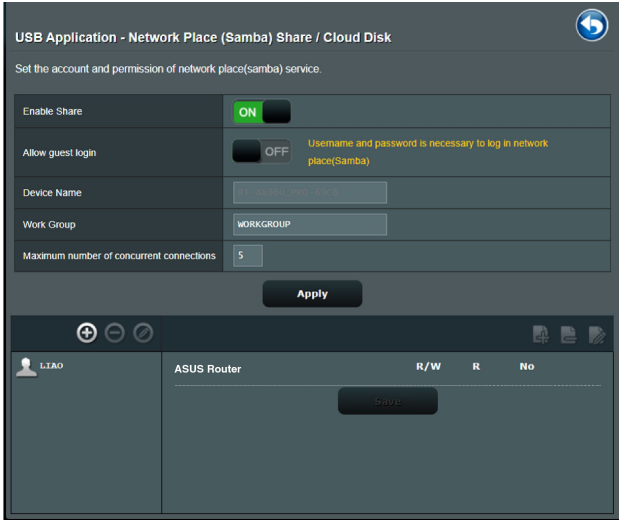 USB Application - Network Place (Samba) Share / Cloud Disk
Set the account and permission of network place(samba) service.
Enable Share ON
Allow guest login OFF Username and password is necessary to log in network
place(Samba)
Device Name
Work Group WORKGROUP
Maximum number of concurrent connections 5
Apply
LIAO ASUS Router R/W R No
Save